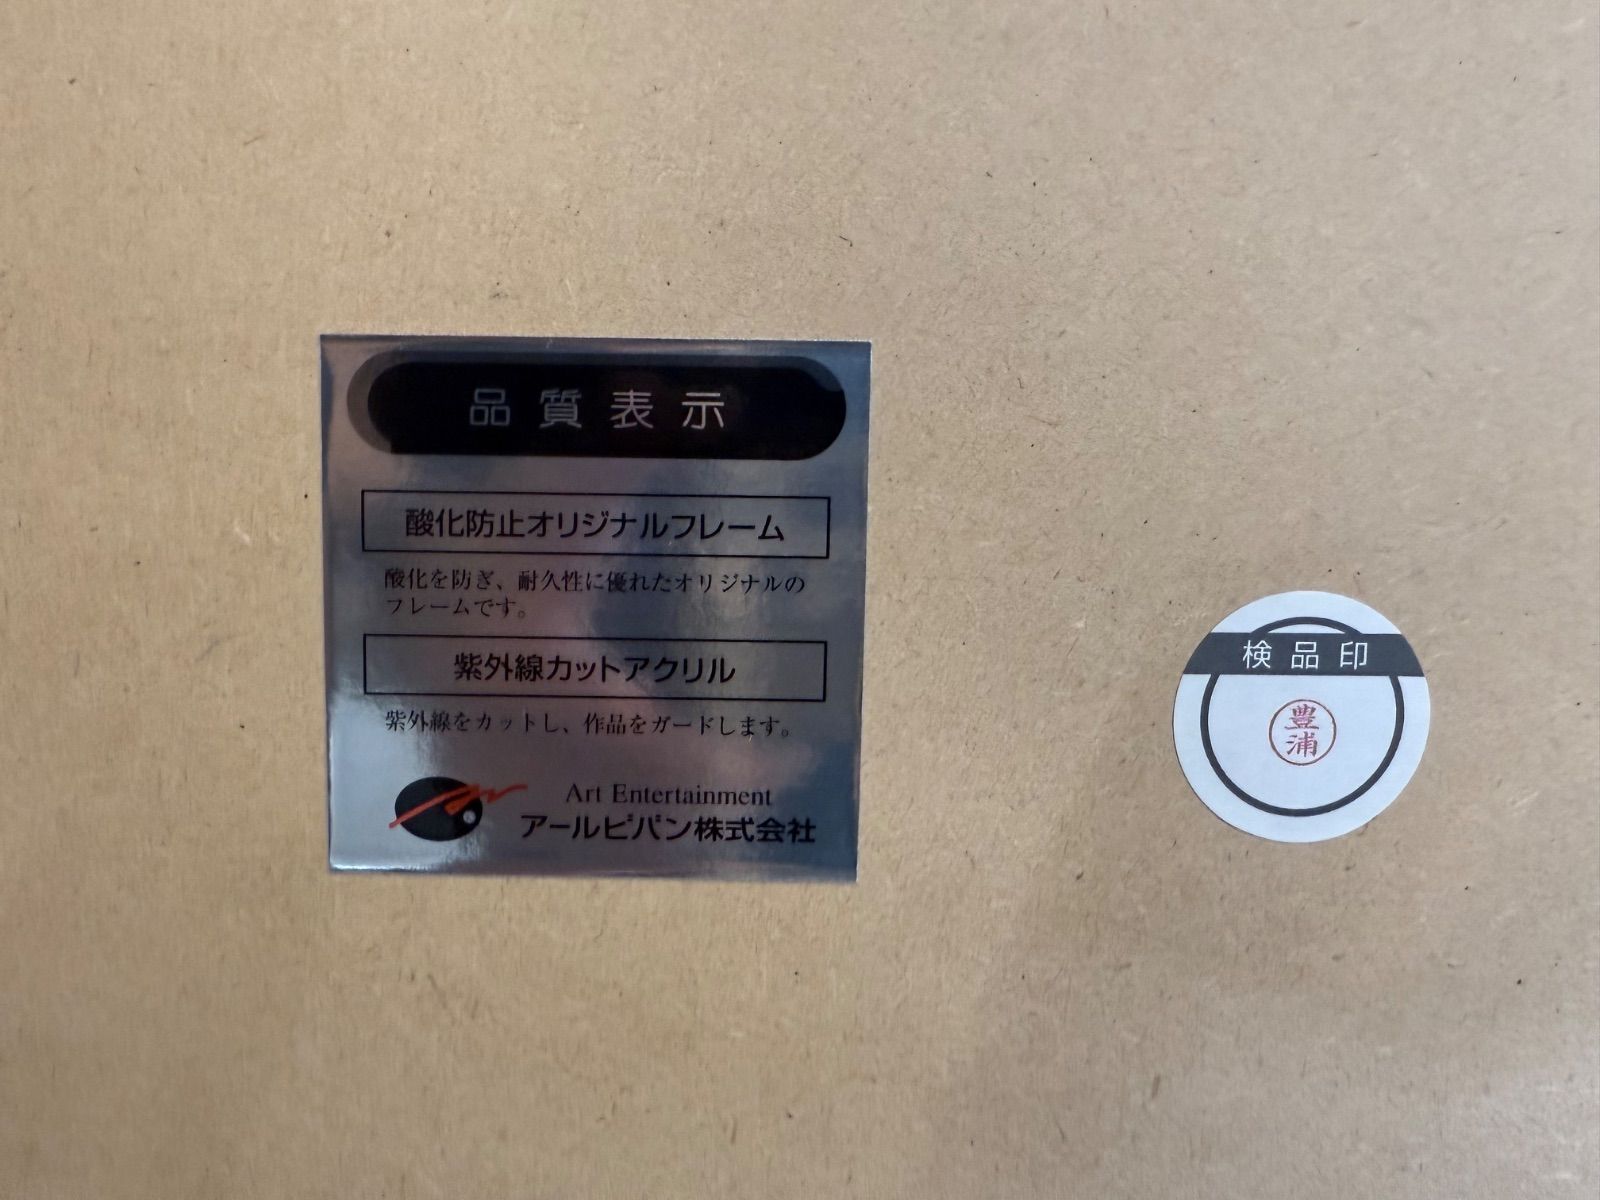 品質表示
酸化防止オリジナルフレーム
酸化を防ぎ、耐久性に優れたオリジナルの
フレームです。
紫外線カットアクリル
紫外線をカットし、作品をガードします。
Art Entertainment
アールビバン株式会社
検品印
豊浦